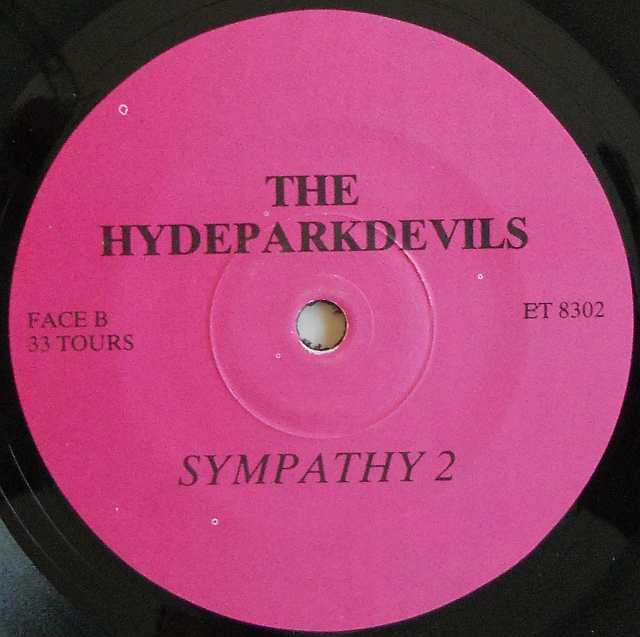 THE
HYDEPARKDEVILS
FACE B
33 TOURS
ET 8302
SYMPATHY 2